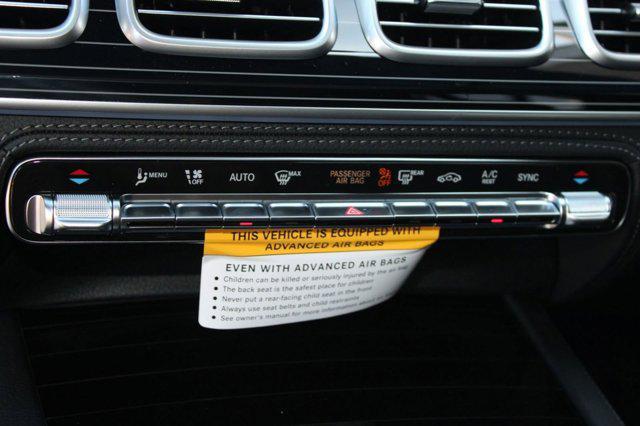 MENU OFF AUTO MAX PASSENGER AIR BAG REAR A/C REST SYNC
THIS VEHICLE IS EQUIPPED WITH
ADVANCED AIR BAGS
EVEN WITH ADVANCED AIR BAGS
• Children can be killed or seriously injured by the air bag
• The back seat is the safest place for children
• Never put a rear-facing child seat in the front
• Always use seat belts and child restraints
• See owner's manual for more information about